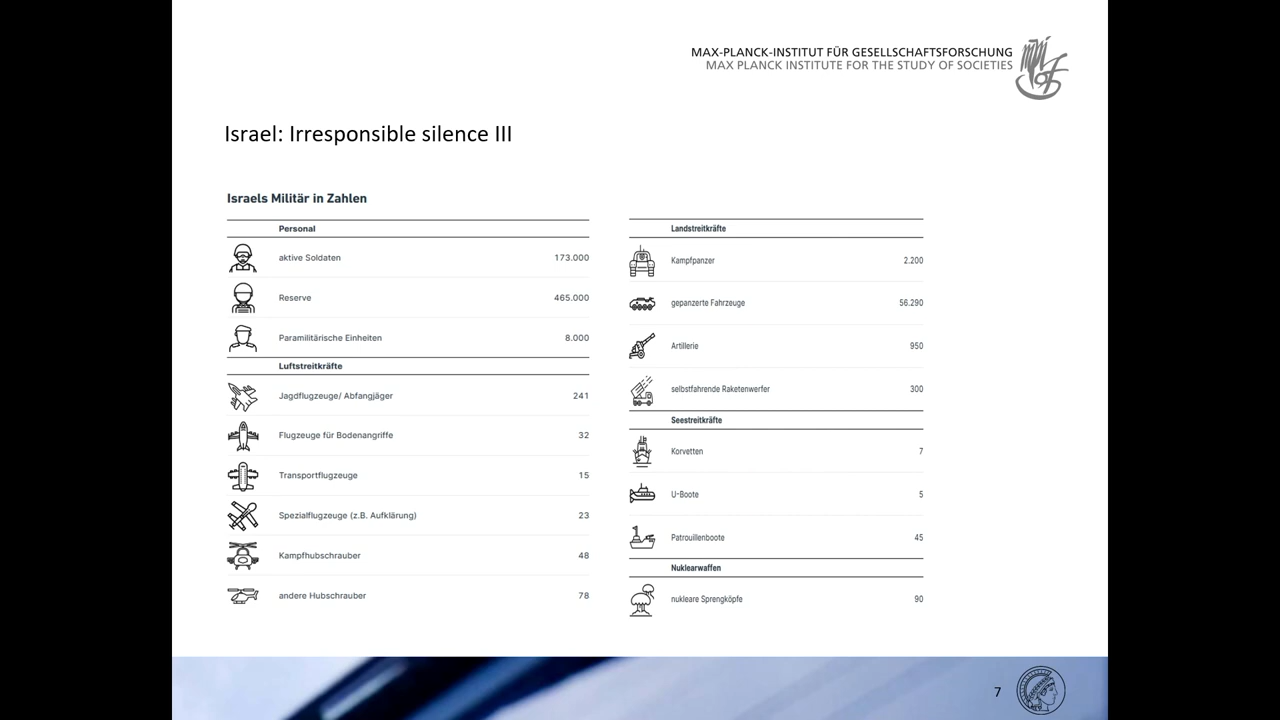 MAX-PLANCK-INSTITUT FÜR GESELLSCHAFTSFORSCHUNG
MAX PLANCK INSTITUTE FOR THE STUDY OF SOCIETIES
Israel: Irresponsible silence III
Israels Militär in Zahlen
Personal
aktive Soldaten 173.000
Reserve 465.000
Paramilitärische Einheiten 8.000
Luftstreitkräfte
Jagdflugzeuge/ Abfangjäger 241
Flugzeuge für Bodenangriffe 32
Transportflugzeuge 15
Spezialflugzeuge (z.B. Aufklärung) 23
Kampfhubschrauber 48
andere Hubschrauber 78
Landstreitkräfte
Kampfpanzer 2.200
gepanzerte Fahrzeuge 56.290
Artillerie 950
selbstfahrende Raketenwerfer 300
Seestreitkräfte
Korvetten 7
U-Boote 5
Patrouillenboote 45
Nuklearwaffen
nukleare Sprengköpfe 90
7